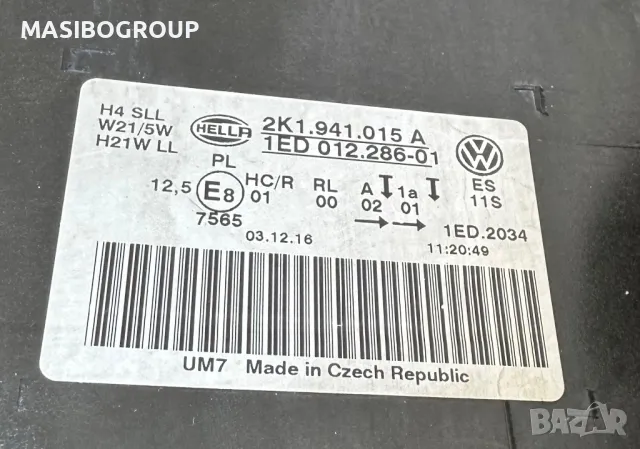 MASIBOGROUP
H4 SLL
W21/5W
H21W LL
HELLA
2K1.941.015 A
1ED 012.286-01
VW
PL
12,5 E8 HC/R RL A 1a ES
01 00 02 01 11S
7565
03.12.16
1ED.2034
11:20:49
UM7 Made in Czech Republic
BAZAR